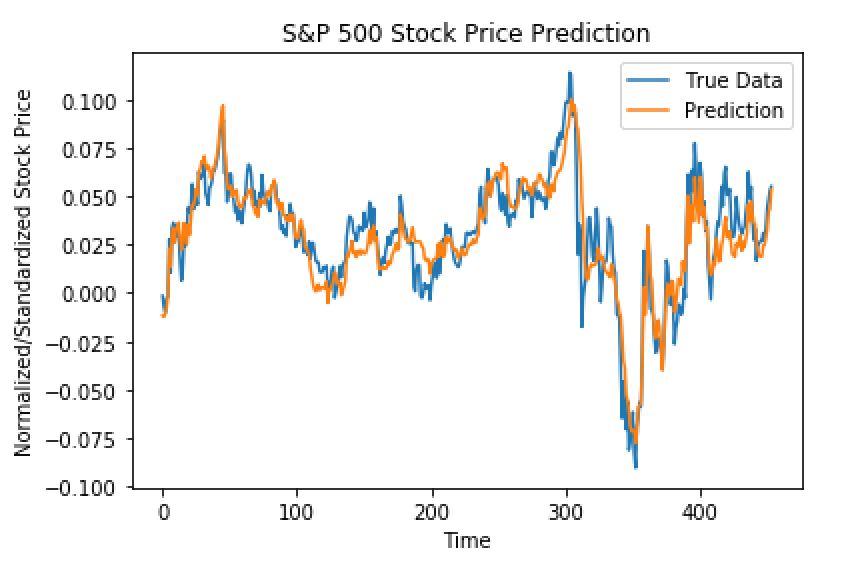 S&P 500 Stock Price Prediction
Normalized/Standardized Stock Price
0.100
0.075
0.050
0.025
0.000
−0.025
−0.050
−0.075
−0.100
True Data
Prediction
0 100 200 300 400
Time